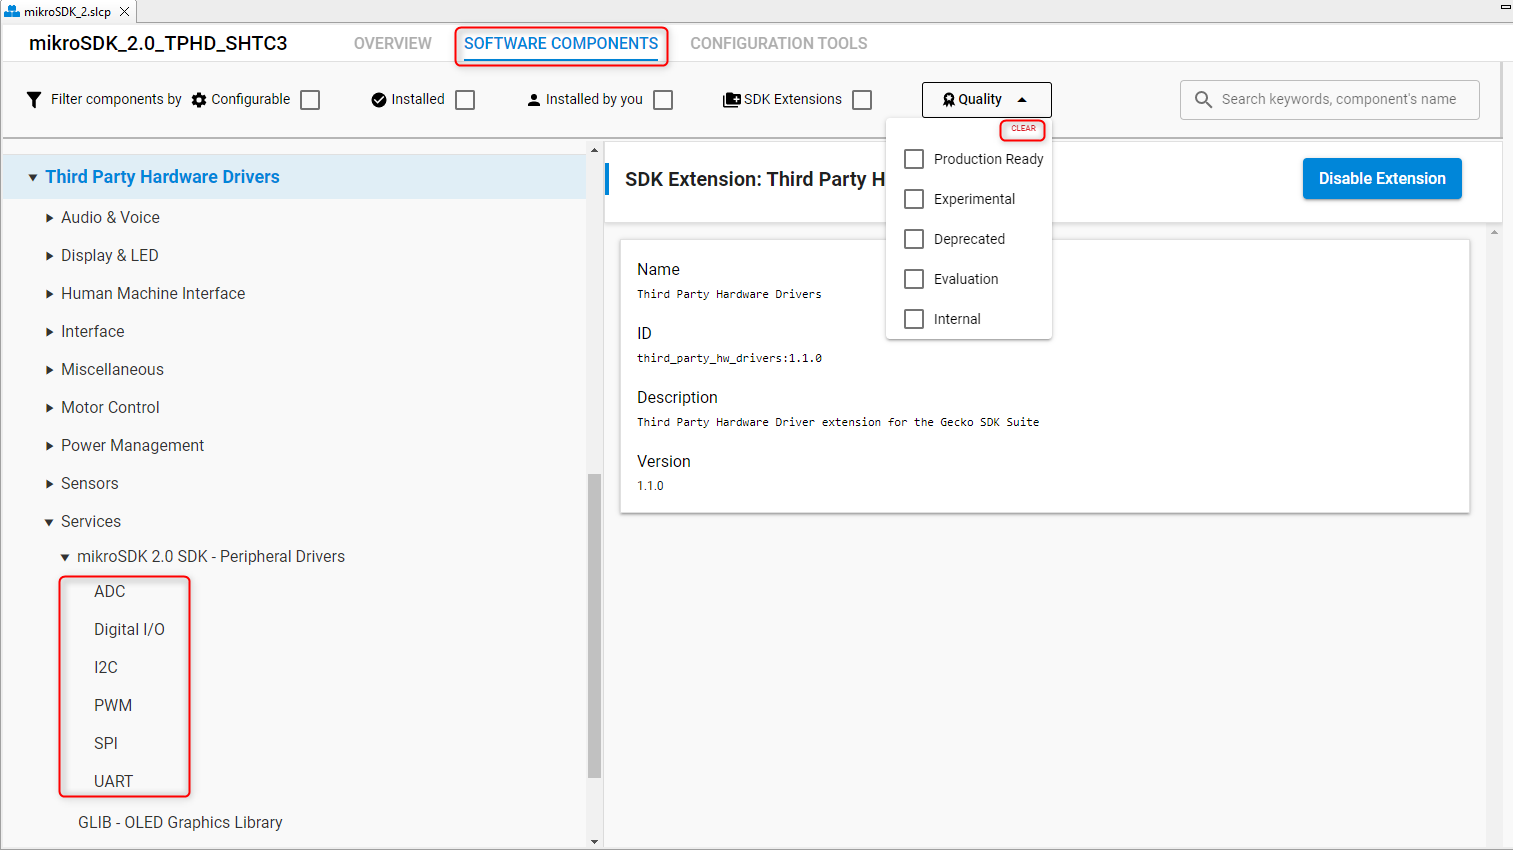 mikroSDK_2.slcp
mikroSDK_2.0_TPHD_SHTC3
OVERVIEW
SOFTWARE COMPONENTS
CONFIGURATION TOOLS
Filter components by
Configurable
Installed
Installed by you
SDK Extensions
Quality
Search keywords, component's name
CLEAR
Production Ready
Experimental
Deprecated
Evaluation
Internal
Third Party Hardware Drivers
Audio & Voice
Display & LED
Human Machine Interface
Interface
Miscellaneous
Motor Control
Power Management
Sensors
Services
mikroSDK 2.0 SDK - Peripheral Drivers
ADC
Digital I/O
I2C
PWM
SPI
UART
GLIB - OLED Graphics Library
SDK Extension: Third Party H
Disable Extension
Name
Third Party Hardware Drivers
ID
third_party_hw_drivers:1.1.0
Description
Third Party Hardware Driver extension for the Gecko SDK Suite
Version
1.1.0